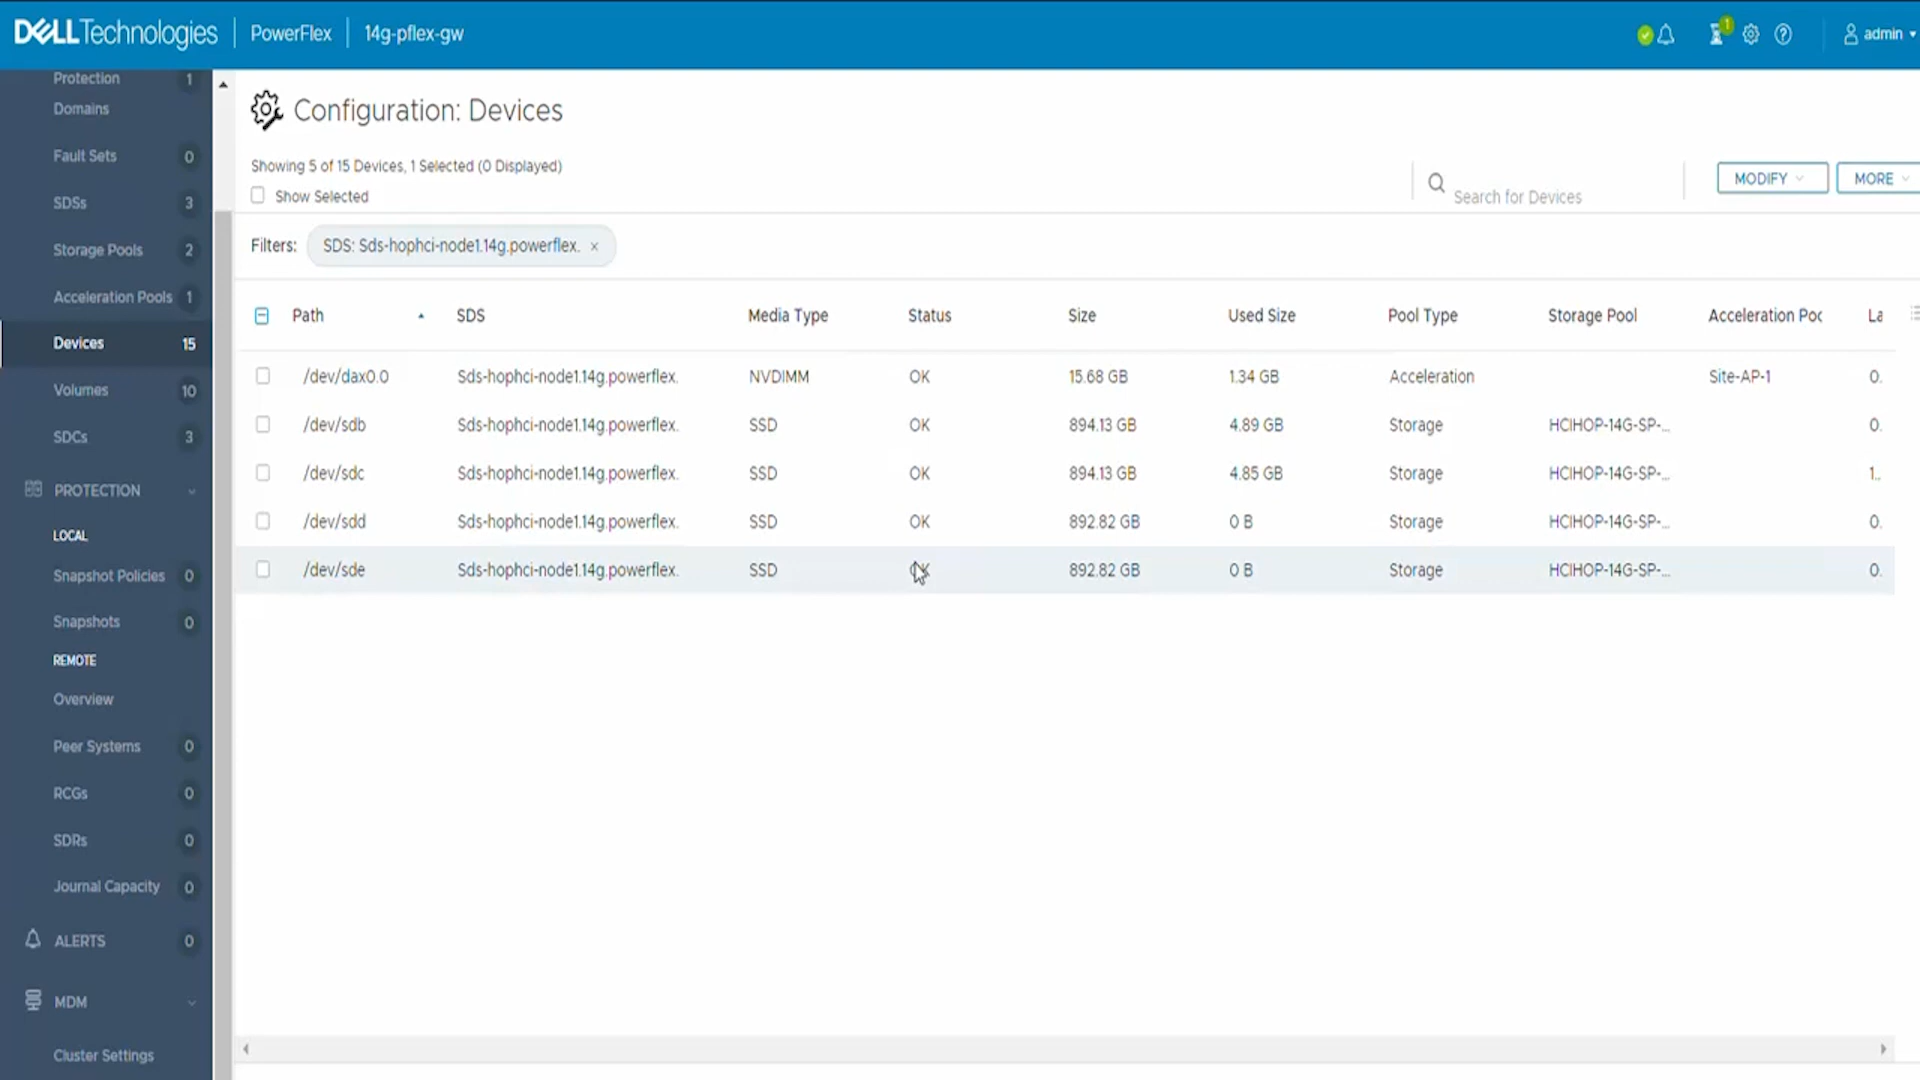 DELL Technologies PowerFlex 14g-pflex-gw 1 admin
Protection Domains 1
Fault Sets 0
SDSs 3
Storage Pools 2
Acceleration Pools 1
Devices 15
Volumes 10
SDCs 3
PROTECTION
LOCAL
Snapshot Policies 0
Snapshots 0
REMOTE
Overview
Peer Systems 0
RCGs 0
SDRs 0
Journal Capacity 0
ALERTS 0
MDM
Cluster Settings
Configuration: Devices
Showing 5 of 15 Devices, 1 Selected (0 Displayed)
Show Selected
Search for Devices
MODIFY
MORE
Filters: SDS: Sds-hophci-node1.14g.powerflex. ×
Path SDS Media Type Status Size Used Size Pool Type Storage Pool Acceleration Poo La
/dev/dax0.0 Sds-hophci-node1.14g.powerflex. NVDIMM OK 15.68 GB 1.34 GB Acceleration Site-AP-1 0.
/dev/sdb Sds-hophci-node1.14g.powerflex. SSD OK 894.13 GB 4.89 GB Storage HCIHOP-14G-SP-... 0.
/dev/sdc Sds-hophci-node1.14g.powerflex. SSD OK 894.13 GB 4.85 GB Storage HCIHOP-14G-SP-... 1..
/dev/sdd Sds-hophci-node1.14g.powerflex. SSD OK 892.82 GB 0 B Storage HCIHOP-14G-SP-... 0.
/dev/sde Sds-hophci-node1.14g.powerflex. SSD OK 892.82 GB 0 B Storage HCIHOP-14G-SP-... 0.